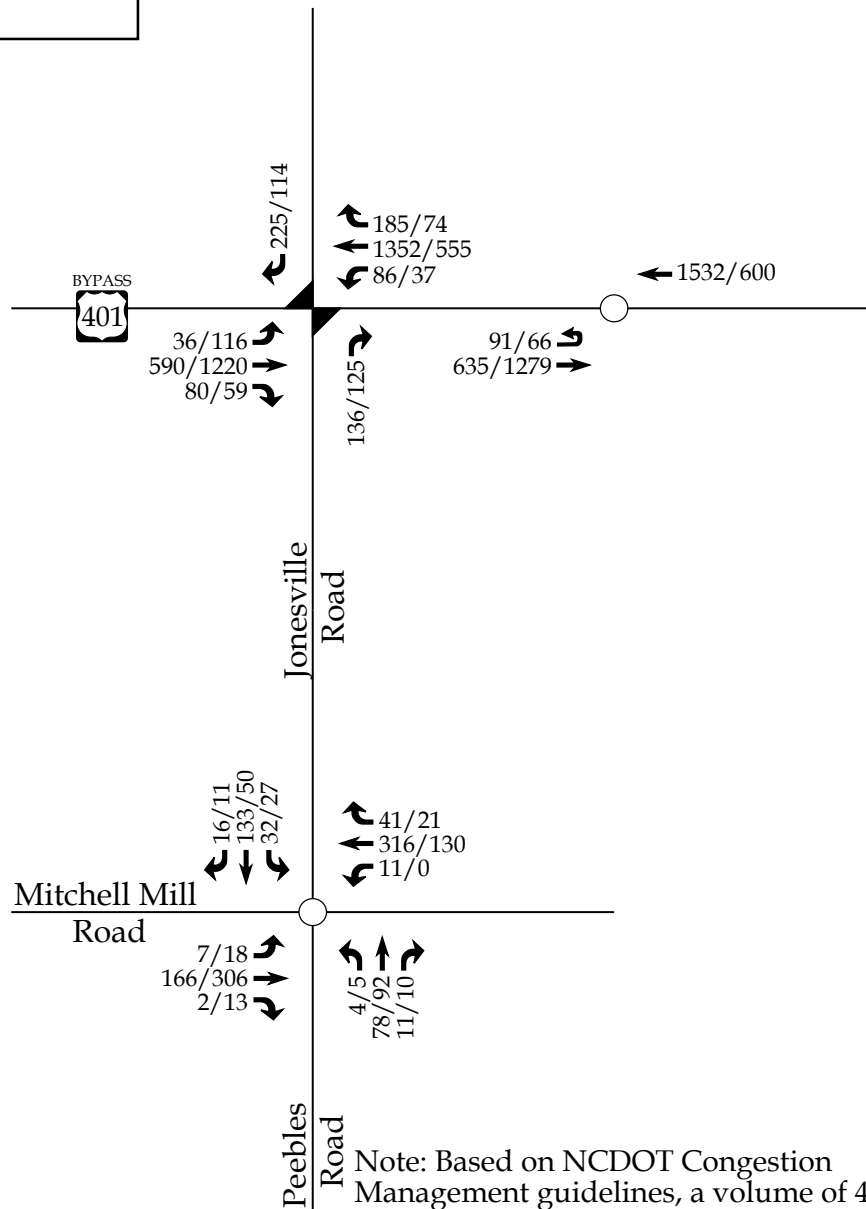 225/114
185/74
1352/555
86/37
1532/600
BYPASS
401
36/116
590/1220
80/59
136/125
91/66
635/1279
Jonesville
Road
16/11
133/50
32/27
41/21
316/130
11/0
Mitchell Mill
Road
7/18
166/306
2/13
4/5
78/92
11/10
Peebles
Road
Note: Based on NCDOT Congestion
Management guidelines, a volume of 4